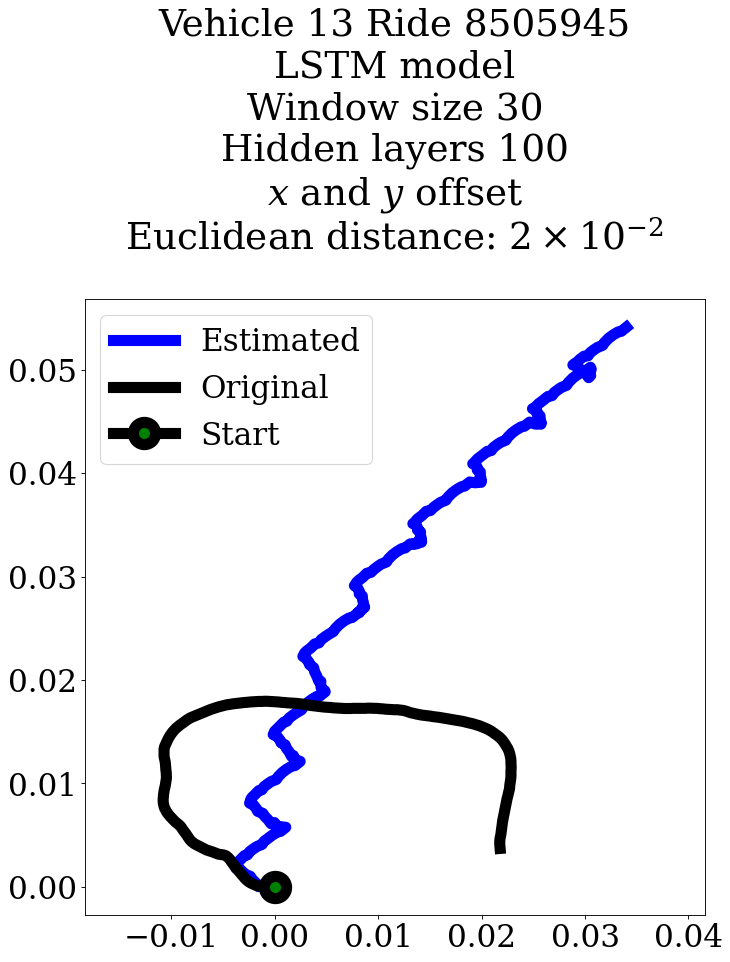 Vehicle 13 Ride 8505945
LSTM model
Window size 30
Hidden layers 100
x and y offset
Euclidean distance: 2 × 10⁻²
Estimated
Original
Start
0.05
0.04
0.03
0.02
0.01
0.00
−0.01 0.00 0.01 0.02 0.03 0.04